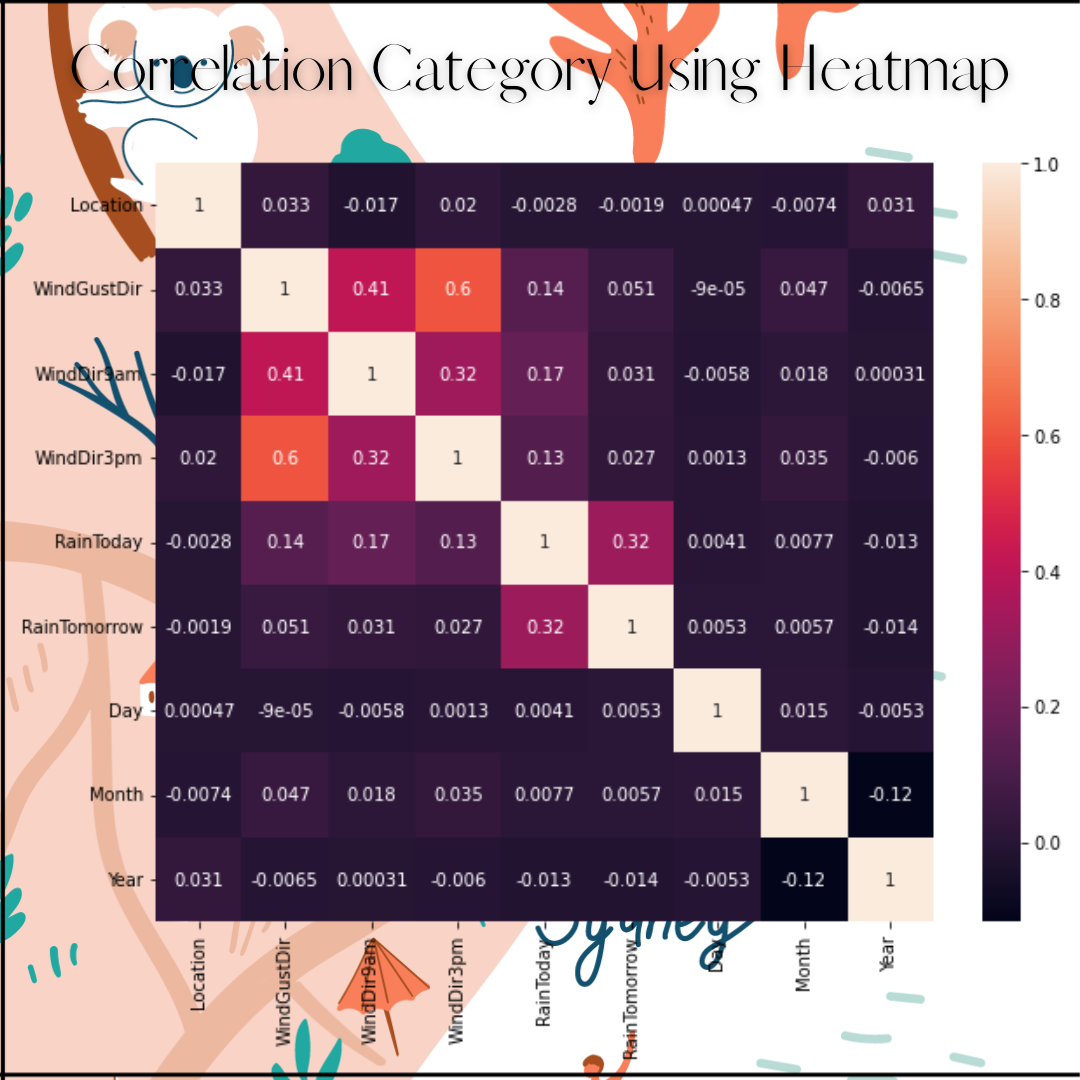 Correlation Category Using Heatmap
1.0
Location 1 0.033 -0.017 0.02 -0.0028 -0.0019 0.00047 -0.0074 0.031
WindGustDir 0.033 1 0.41 0.6 0.14 0.051 -9e-05 0.047 -0.0065
0.8
WindDir9am -0.017 0.41 1 0.32 0.17 0.031 -0.0058 0.018 0.00031
0.6
WindDir3pm 0.02 0.6 0.32 1 0.13 0.027 0.0013 0.035 -0.006
RainToday -0.0028 0.14 0.17 0.13 1 0.32 0.0041 0.0077 -0.013
0.4
RainTomorrow -0.0019 0.051 0.031 0.027 0.32 1 0.0053 0.0057 -0.014
0.2
Day 0.00047 -9e-05 -0.0058 0.0013 0.0041 0.0053 1 0.015 -0.0053
Month -0.0074 0.047 0.018 0.035 0.0077 0.0057 0.015 1 -0.12
0.0
Year 0.031 -0.0065 0.00031 -0.006 -0.013 -0.014 -0.0053 -0.12 1
Sydney
Location WindGustDir WindDir9am WindDir3pm RainToday RainTomorrow Day Month Year